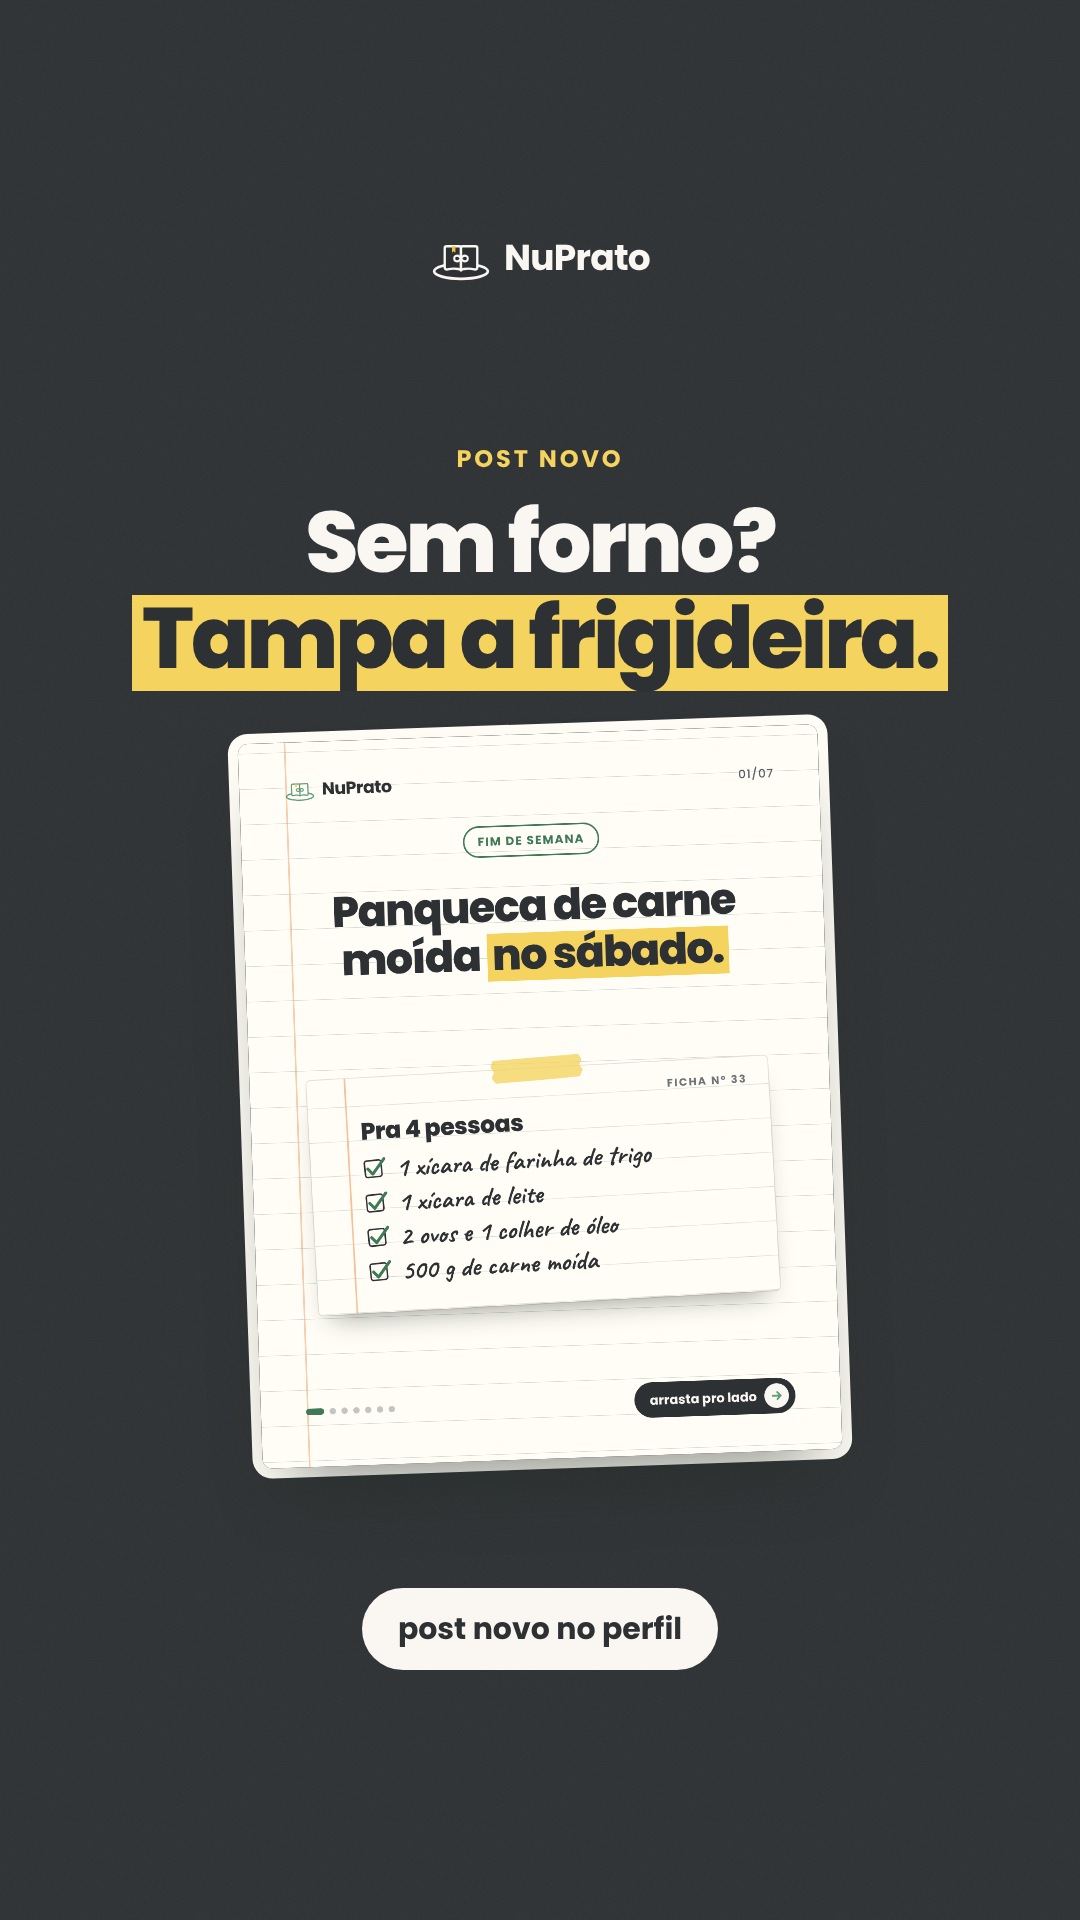 NuPrato
POST NOVO
Sem forno?
Tampa a frigideira.
NuPrato
01/07
FIM DE SEMANA
Panqueca de carne
moída no sábado.
FICHA Nº 33
Pra 4 pessoas
1 xícara de farinha de trigo
1 xícara de leite
2 ovos e 1 colher de óleo
500 g de carne moída
arrasta pro lado
post novo no perfil